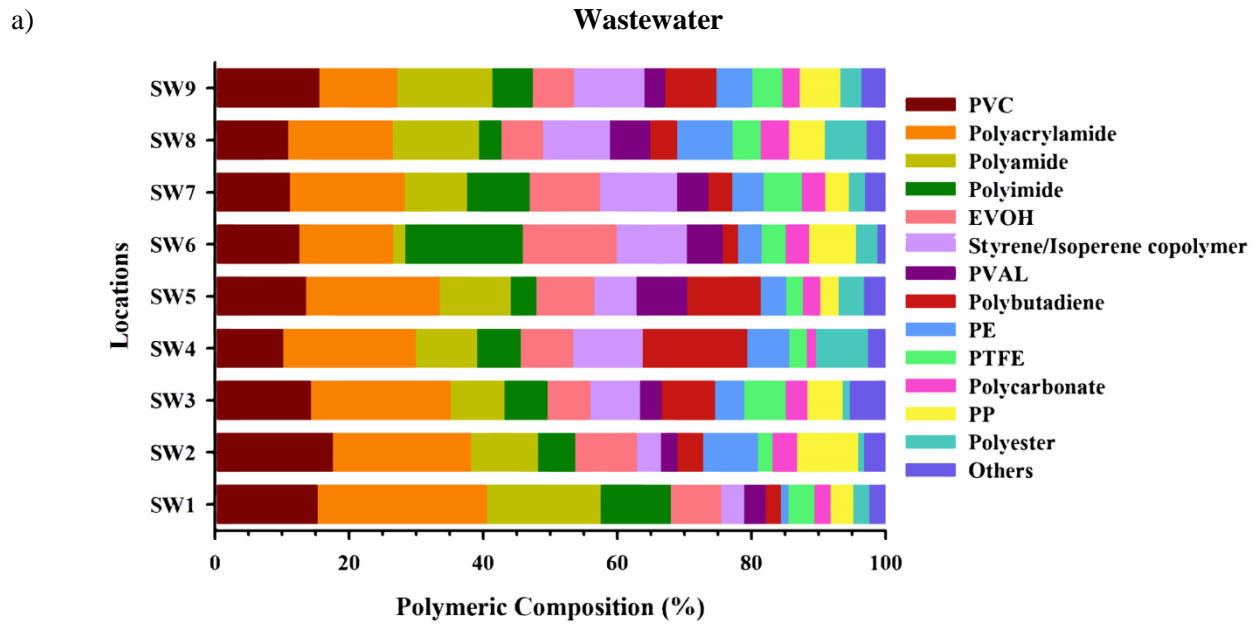 a)
Wastewater
SW9
SW8
SW7
SW6
SW5
SW4
SW3
SW2
SW1
Locations
0 20 40 60 80 100
Polymeric Composition (%)
PVC
Polyacrylamide
Polyamide
Polyimide
EVOH
Styrene/Isoperene copolymer
PVAL
Polybutadiene
PE
PTFE
Polycarbonate
PP
Polyester
Others